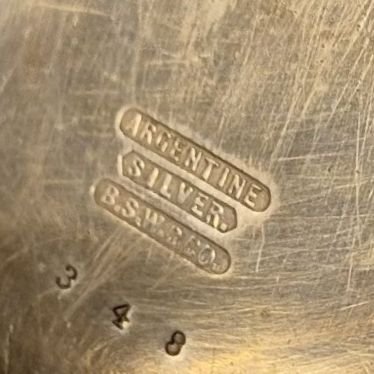 ARGENTINE
SILVER.
B.S.W.&CO.
3 4 8